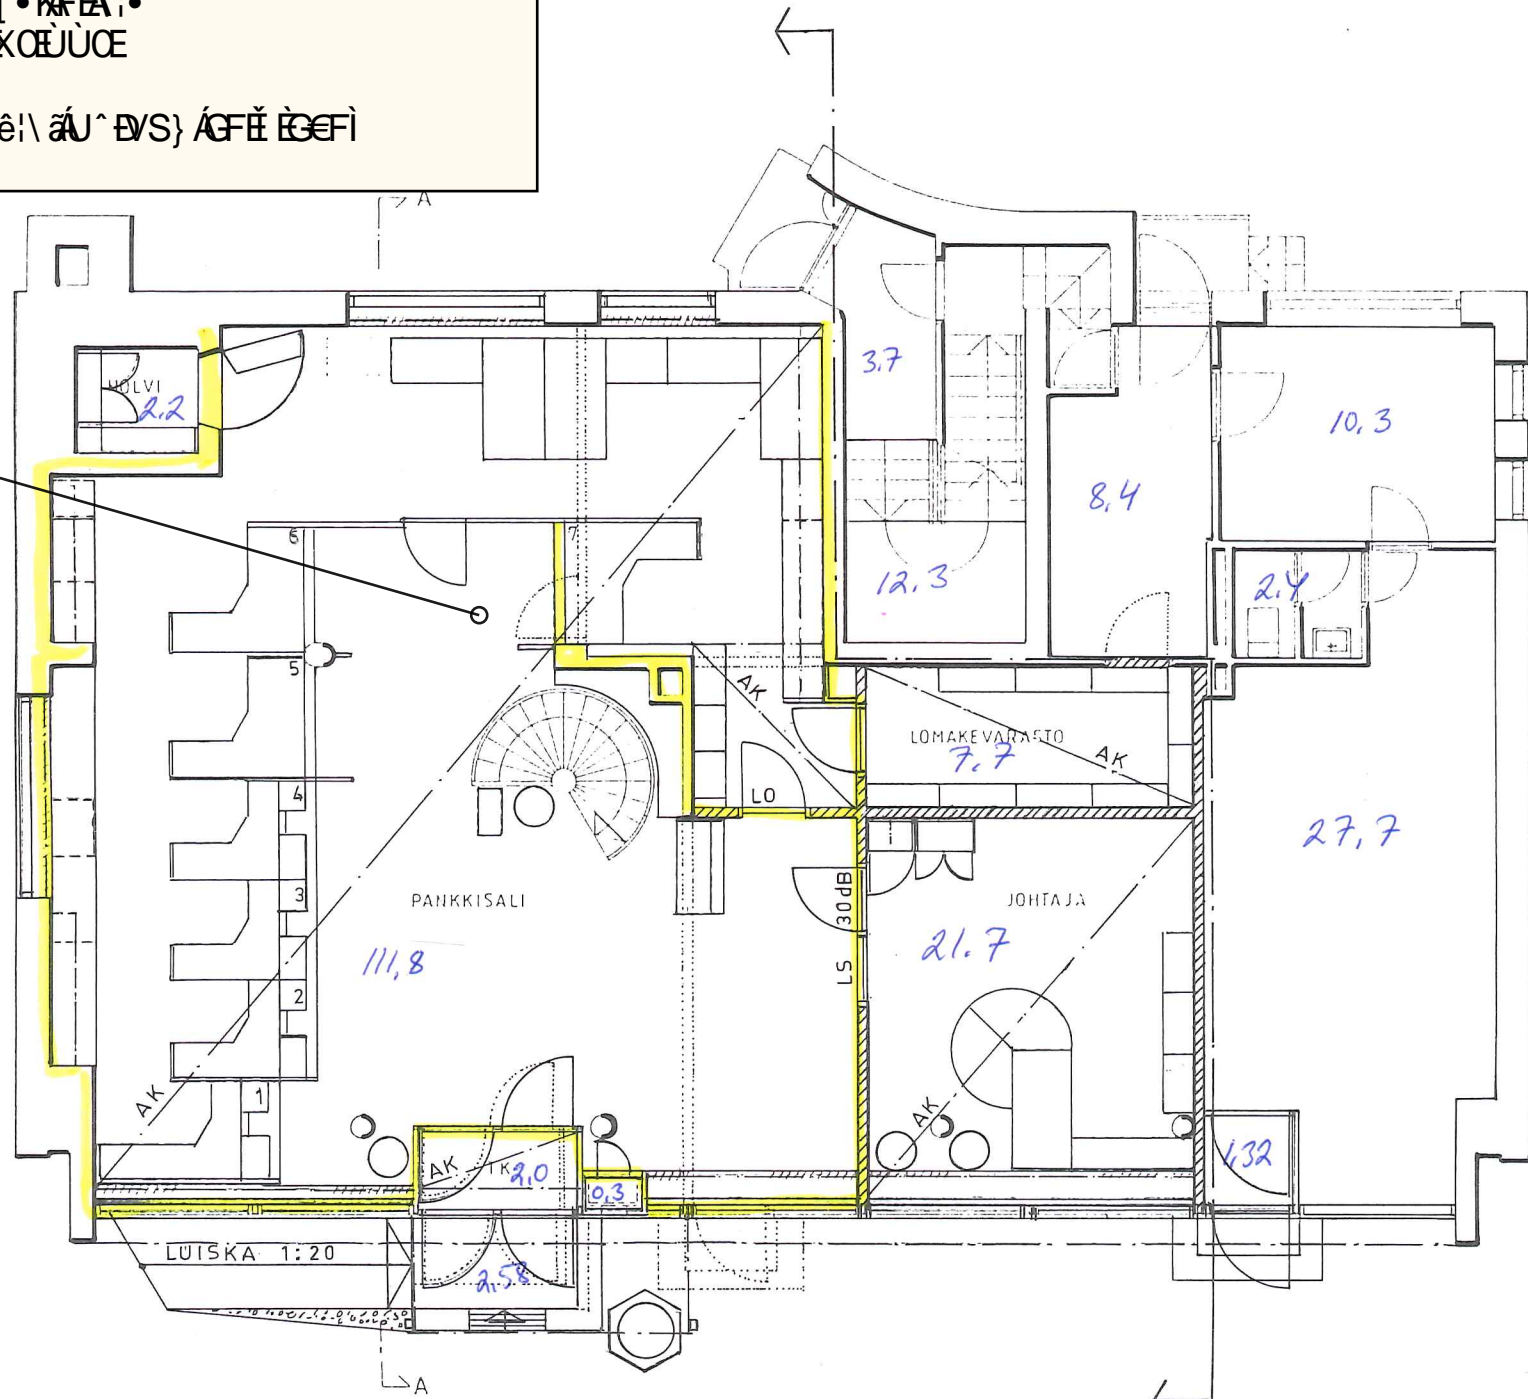 A
HOLVI
2,2
3.7
10,3
8,4
6
7
12.3
2,4
5
AK
LOMAKEVARASTO
7,7
AK
4
LO
27,7
3
PANKKISALI
30dB
JOHTAJA
111,8
21.7
LS
2
AK
1
AK
AK
TK
2,0
0,3
1,32
LUISKA 1:20
2,58
A